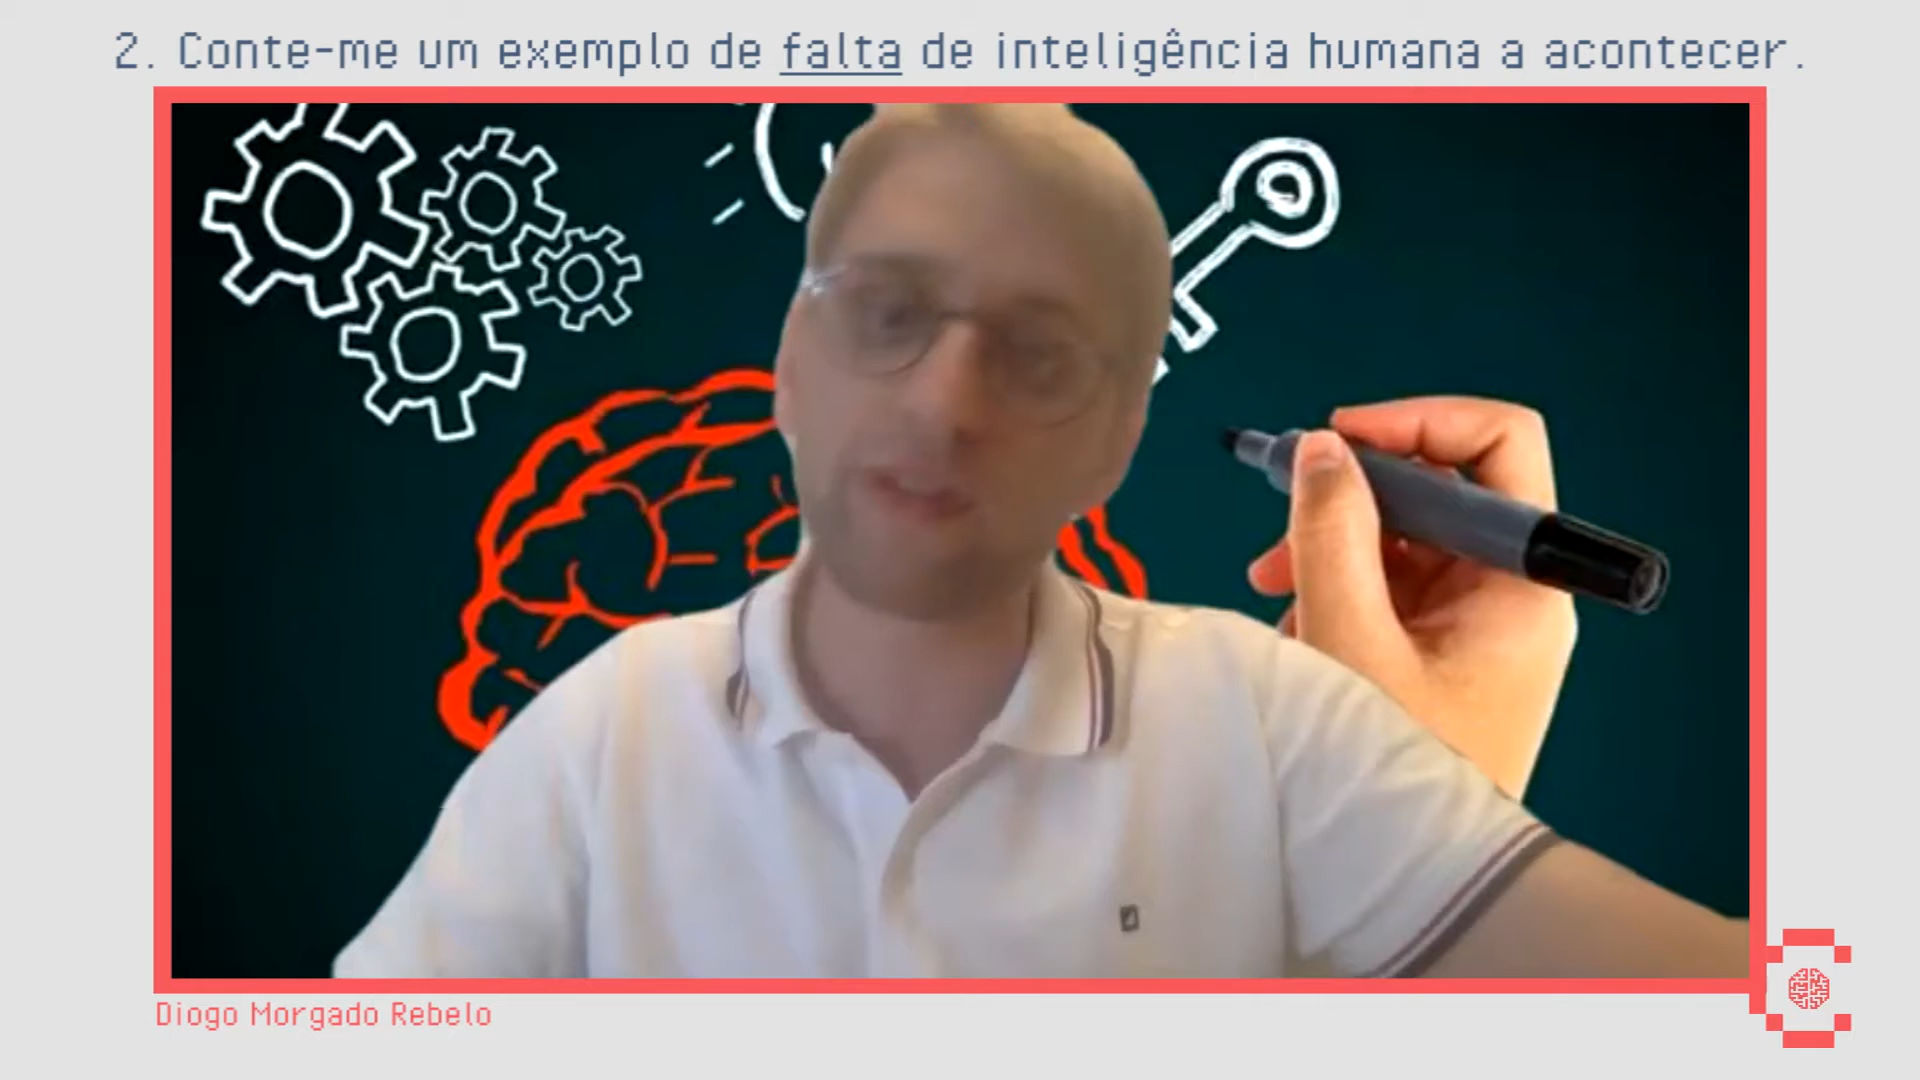 2. Conte-me um exemplo de falta de inteligência humana a acontecer.
Diogo Morgado Rebelo